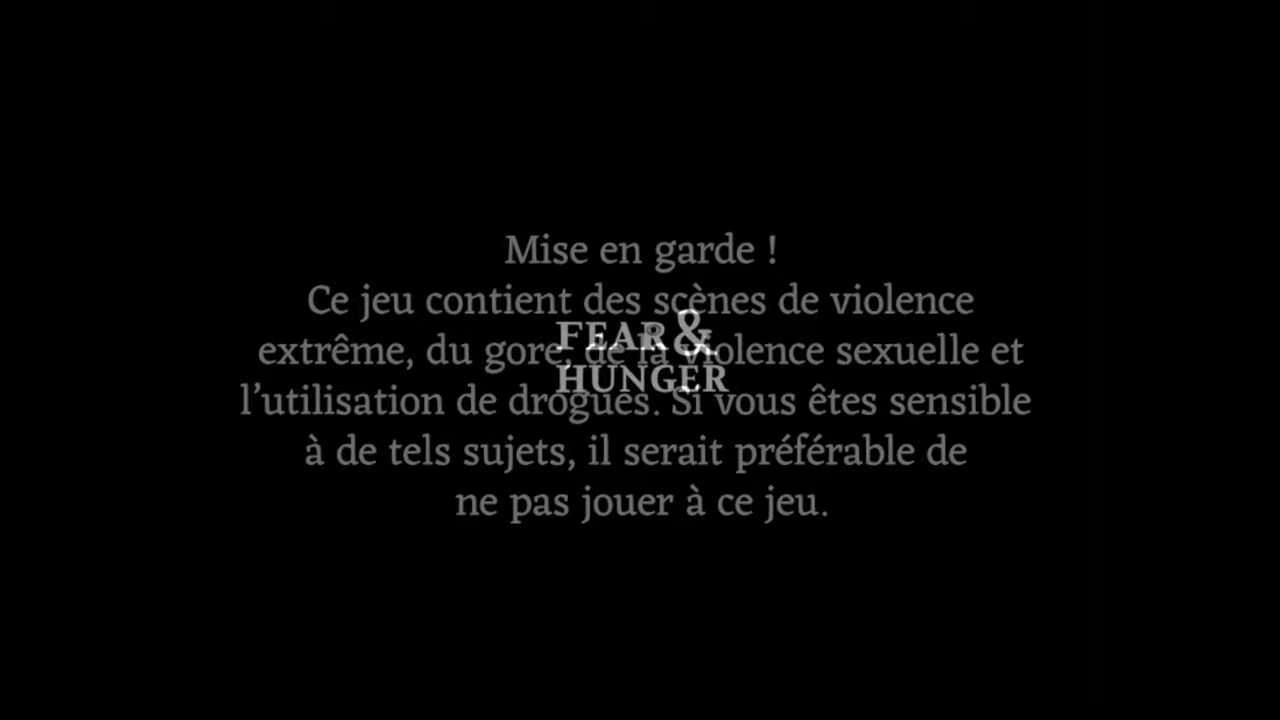 Mise en garde !
Ce jeu contient des scènes de violence
extrême, du gore, de la violence sexuelle et
l’utilisation de drogues. Si vous êtes sensible
à de tels sujets, il serait préférable de
ne pas jouer à ce jeu.
FEAR &
HUNGER